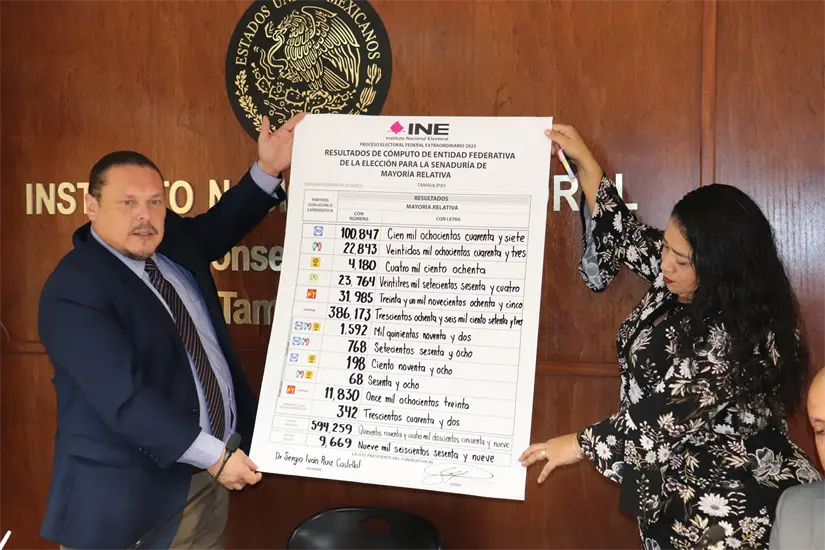 ESTADOS UNIDOS MEXICANOS
INSTITUTO NACIONAL
Conse
Tam
INE
Instituto Nacional Electoral
PROCESO ELECTORAL FEDERAL EXTRAORDINARIO 2023
RESULTADOS DE CÓMPUTO DE ENTIDAD FEDERATIVA
DE LA ELECCIÓN PARA LA SENADURÍA DE
MAYORÍA RELATIVA
TAMAULIPAS
PARTIDO, COALICIÓN O CANDIDATO/A
RESULTADOS
MAYORÍA RELATIVA
CON NÚMERO
CON LETRA
100,847 Cien mil ochocientos cuarenta y siete
22,843 Veintidos mil ochocientos cuarenta y tres
4,180 Cuatro mil ciento ochenta
23,764 Veintitres mil setecientos sesenta y cuatro
31,985 Treinta y un mil novecientos ochenta y cinco
386,173 Trescientos ochenta y seis mil ciento setenta y tres
1,592 Mil quinientos noventa y dos
768 Setecientos sesenta y ocho
198 Ciento noventa y ocho
68 Sesenta y ocho
11,830 Once mil ochocientos treinta
342 Trescientos cuarenta y dos
594,259 Quinientos noventa y cuatro mil doscientos cincuenta y nueve
9,669 Nueve mil seiscientos sesenta y nueve
Dr Sergio Iván Ruiz Castellot